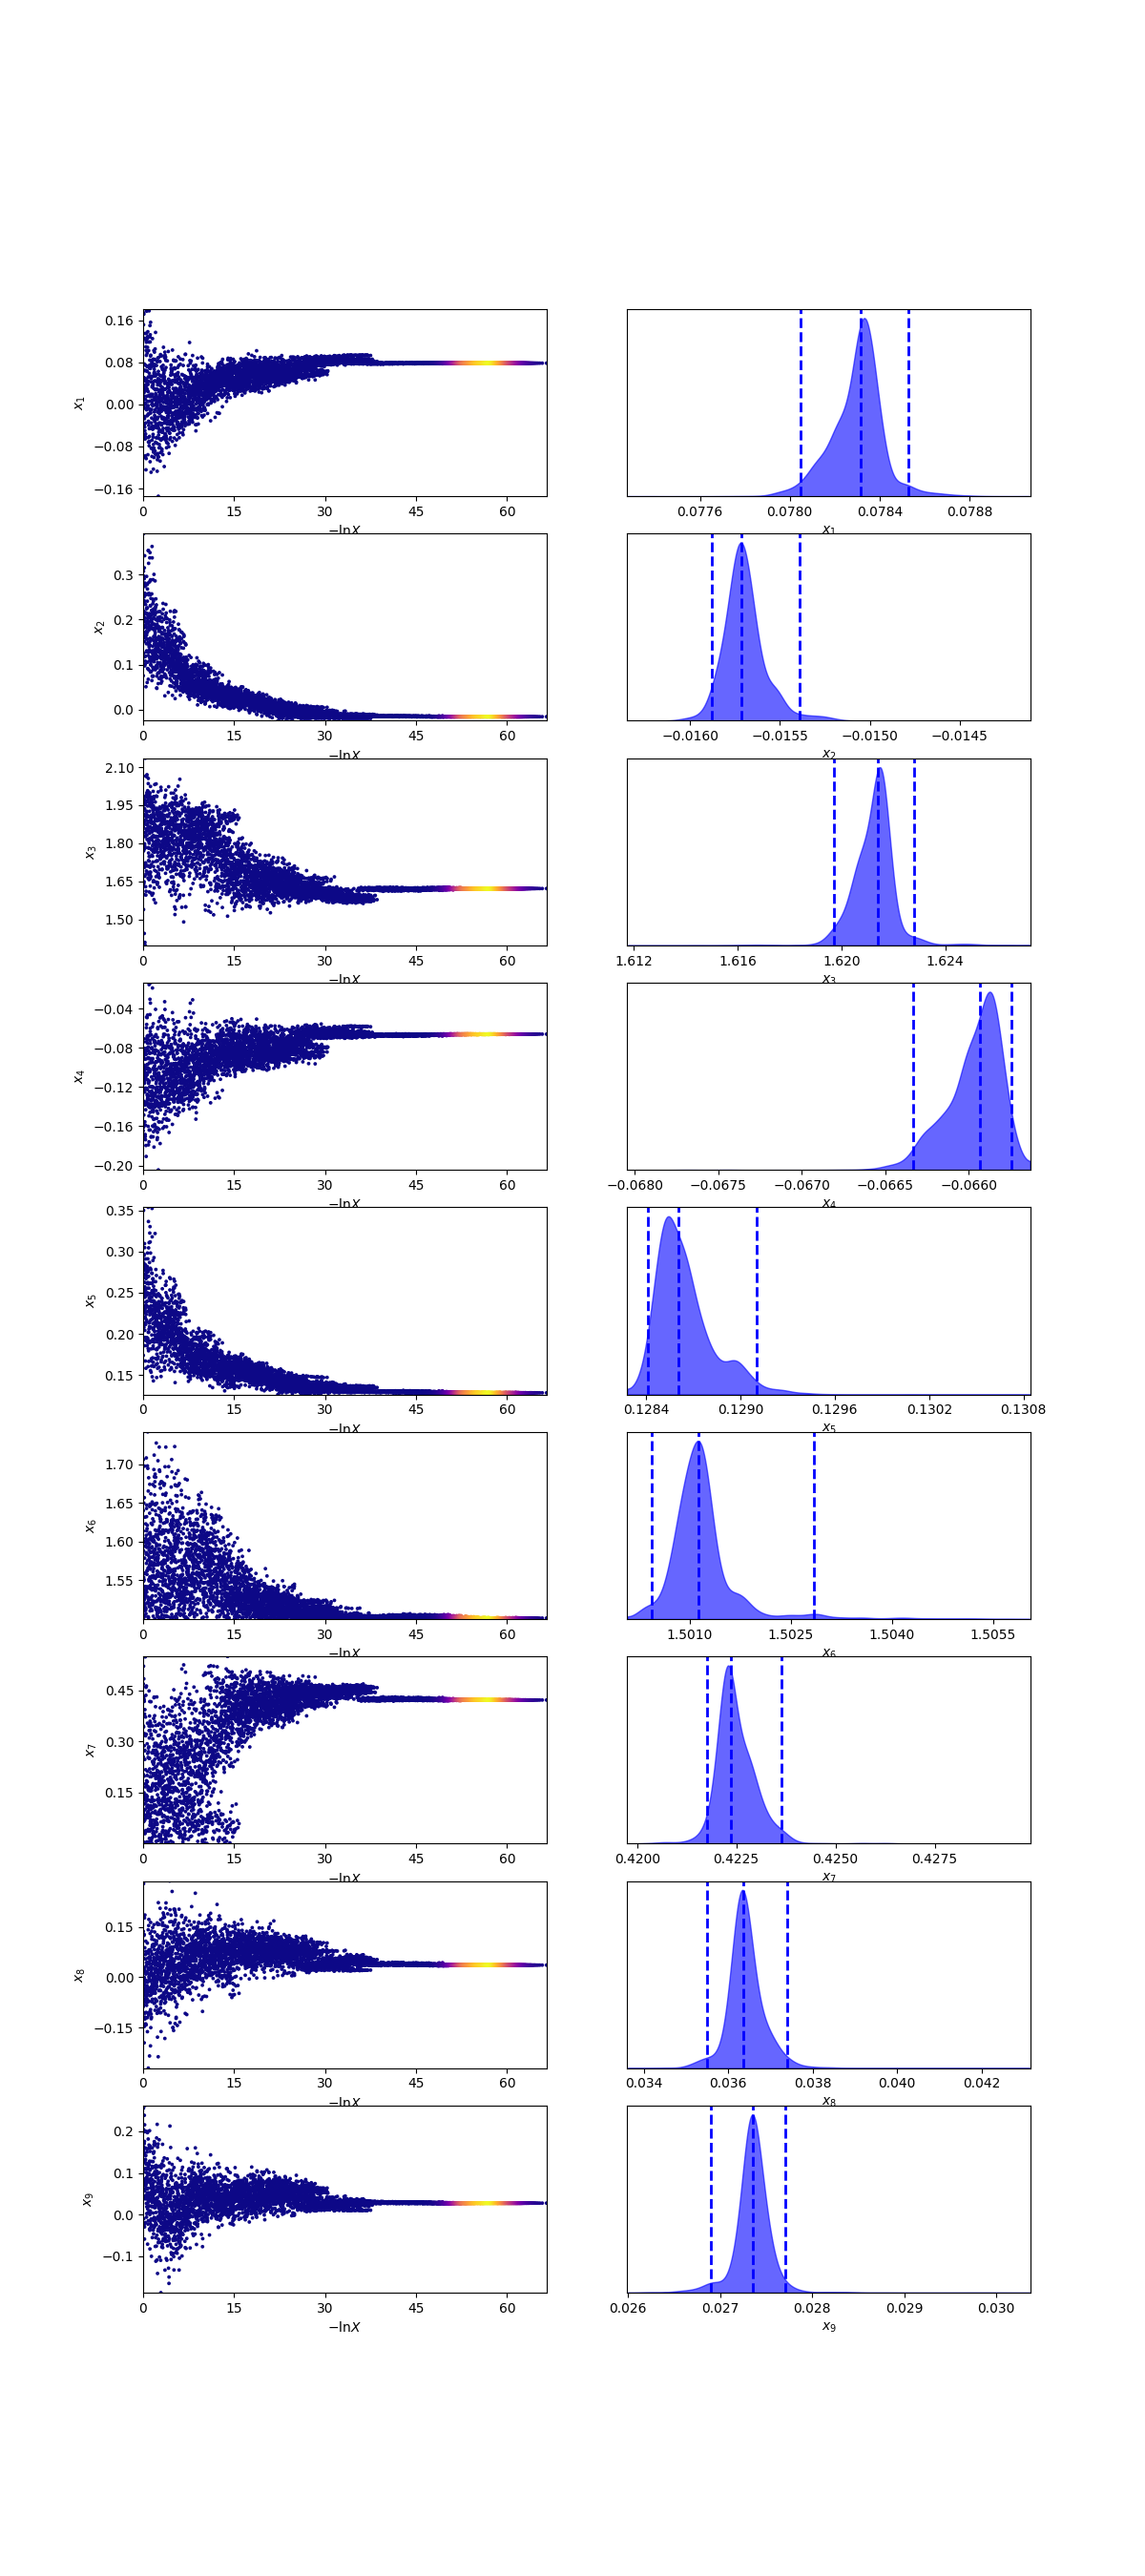 0.16
0.08
0.00
−0.08
−0.16
x₁
0 15 30 45 60
−lnX
0.0776 0.0780 0.0784 0.0788
x₁
0.3
0.2
0.1
0.0
x₂
0 15 30 45 60
−lnX
−0.0160 −0.0155 −0.0150 −0.0145
x₂
2.10
1.95
1.80
1.65
1.50
x₃
0 15 30 45 60
−lnX
1.612 1.616 1.620 1.624
x₃
−0.04
−0.08
−0.12
−0.16
−0.20
x₄
0 15 30 45 60
−lnX
−0.0680 −0.0675 −0.0670 −0.0665 −0.0660
x₄
0.35
0.30
0.25
0.20
0.15
x₅
0 15 30 45 60
−lnX
0.1284 0.1290 0.1296 0.1302 0.1308
x₅
1.70
1.65
1.60
1.55
x₆
0 15 30 45 60
−lnX
1.5010 1.5025 1.5040 1.5055
x₆
0.45
0.30
0.15
x₇
0 15 30 45 60
−lnX
0.4200 0.4225 0.4250 0.4275
x₇
0.15
0.00
−0.15
x₈
0 15 30 45 60
−lnX
0.034 0.036 0.038 0.040 0.042
x₈
0.2
0.1
0.0
−0.1
x₉
0 15 30 45 60
−lnX
0.026 0.027 0.028 0.029 0.030
x₉